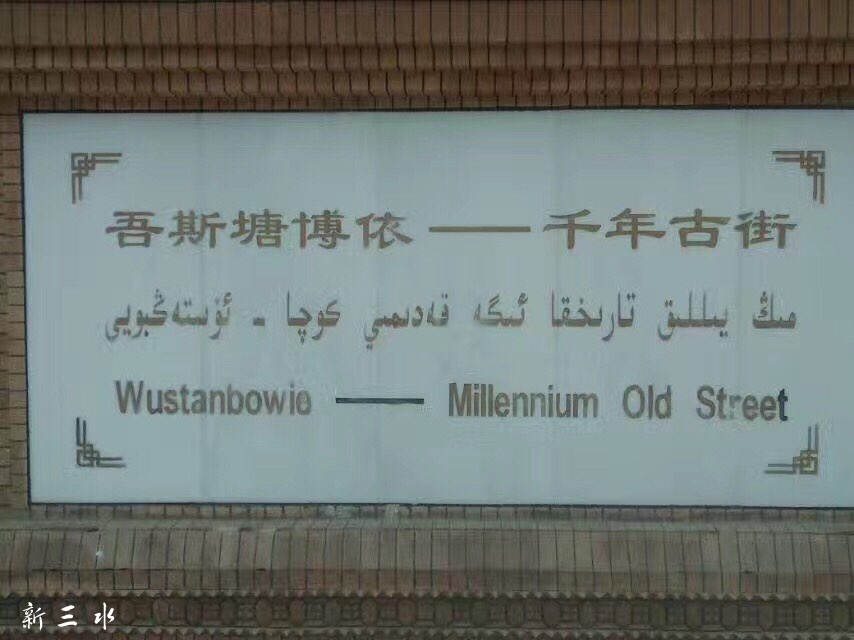 吾斯塘博依——千年古街
مىڭ يىللىق تارىخقا ئىگە قەدىمىي كوچا - ئۆستەڭبويى
Wustanbowie — Millennium Old Street
新三水